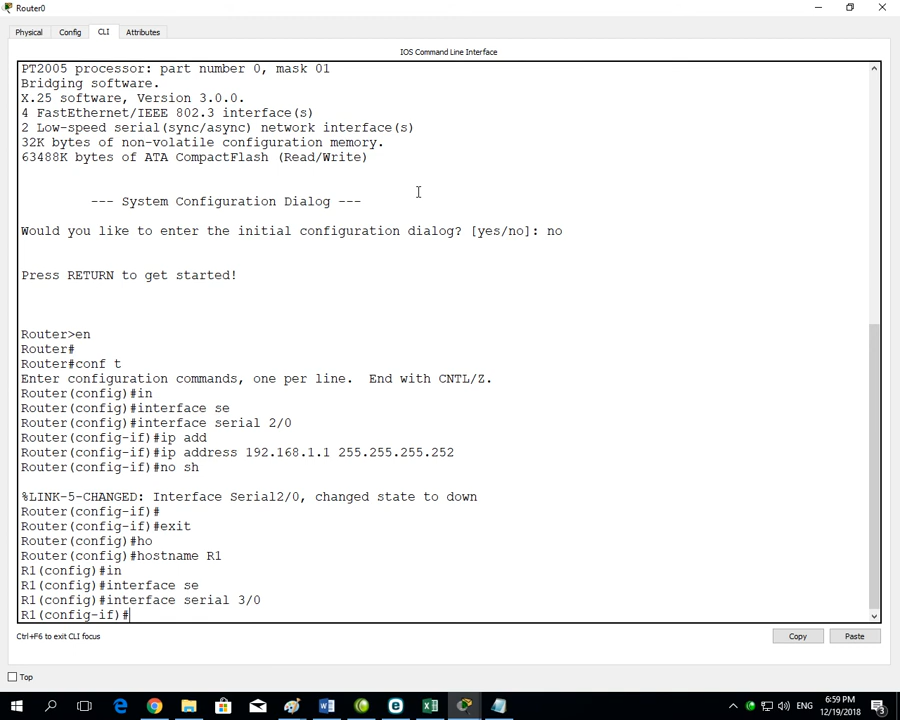 Router0
Physical Config CLI Attributes
IOS Command Line Interface
PT2005 processor: part number 0, mask 01
Bridging software.
X.25 software, Version 3.0.0.
4 FastEthernet/IEEE 802.3 interface(s)
2 Low-speed serial(sync/async) network interface(s)
32K bytes of non-volatile configuration memory.
63488K bytes of ATA CompactFlash (Read/Write)
--- System Configuration Dialog ---
Would you like to enter the initial configuration dialog? [yes/no]: no
Press RETURN to get started!
Router>en
Router#
Router#conf t
Enter configuration commands, one per line.  End with CNTL/Z.
Router(config)#in
Router(config)#interface se
Router(config)#interface serial 2/0
Router(config-if)#ip add
Router(config-if)#ip address 192.168.1.1 255.255.255.252
Router(config-if)#no sh
%LINK-5-CHANGED: Interface Serial2/0, changed state to down
Router(config-if)#
Router(config-if)#exit
Router(config)#ho
Router(config)#hostname R1
R1(config)#in
R1(config)#interface se
R1(config)#interface serial 3/0
R1(config-if)#
Ctrl+F6 to exit CLI focus
Copy Paste
Top
6:59 PM
12/19/2018
3